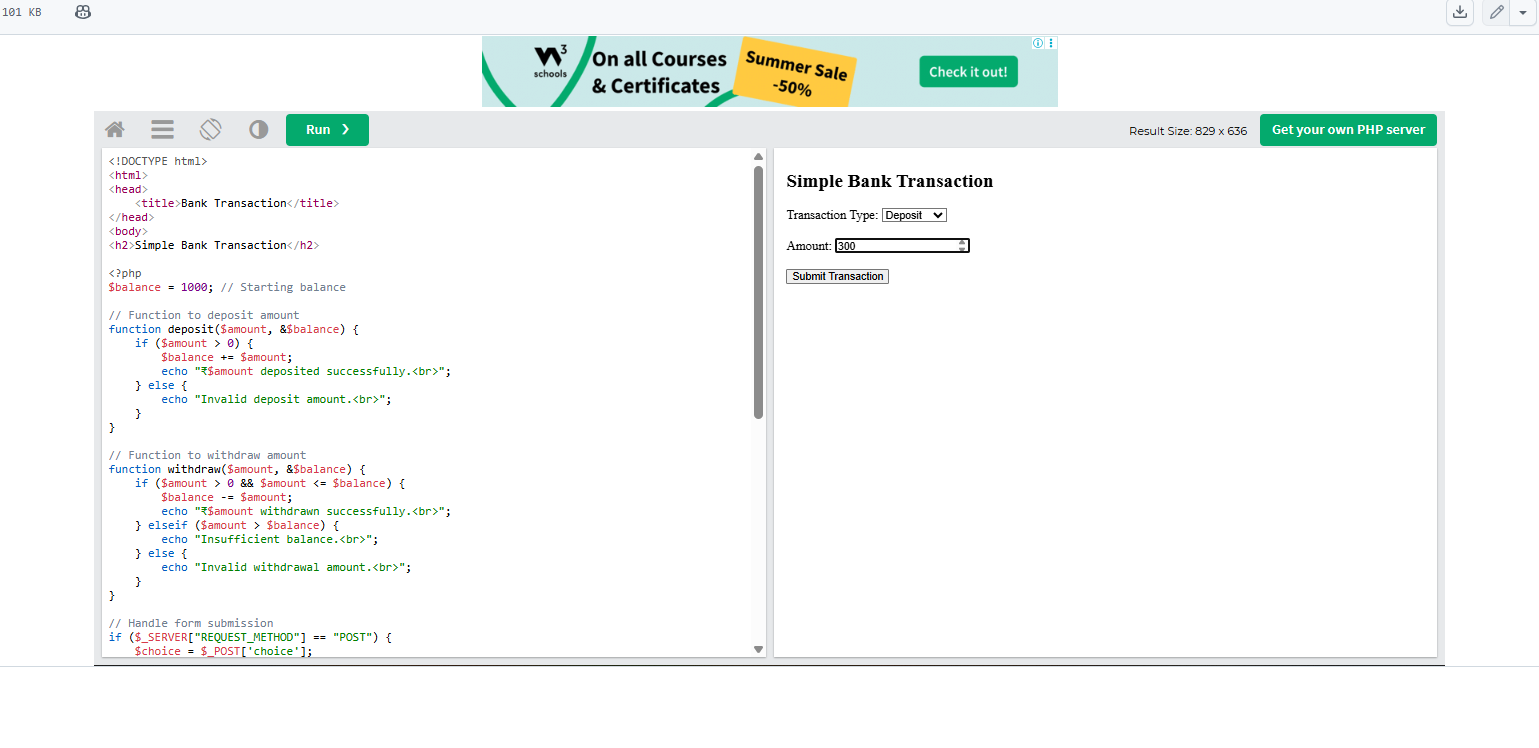 101 KB
W3
schools
On all Courses
& Certificates
Summer Sale
-50%
Check it out!
Run ❯
Result Size: 829 x 636
Get your own PHP server
<!DOCTYPE html>
<html>
<head>
    <title>Bank Transaction</title>
</head>
<body>
<h2>Simple Bank Transaction</h2>

<?php
$balance = 1000; // Starting balance

// Function to deposit amount
function deposit($amount, &$balance) {
    if ($amount > 0) {
        $balance += $amount;
        echo "₹$amount deposited successfully.<br>";
    } else {
        echo "Invalid deposit amount.<br>";
    }
}

// Function to withdraw amount
function withdraw($amount, &$balance) {
    if ($amount > 0 && $amount <= $balance) {
        $balance -= $amount;
        echo "₹$amount withdrawn successfully.<br>";
    } elseif ($amount > $balance) {
        echo "Insufficient balance.<br>";
    } else {
        echo "Invalid withdrawal amount.<br>";
    }
}

// Handle form submission
if ($_SERVER["REQUEST_METHOD"] == "POST") {
    $choice = $_POST['choice'];
Simple Bank Transaction
Transaction Type: Deposit
Amount: 300
Submit Transaction